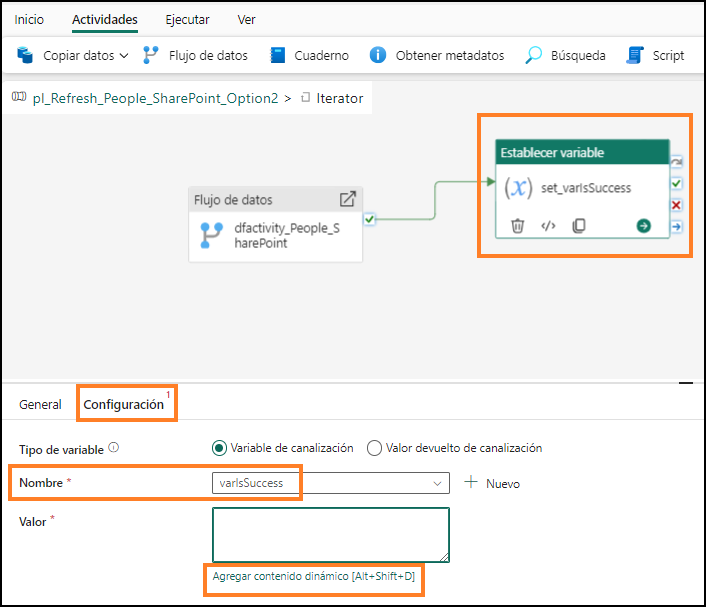 Inicio Actividades Ejecutar Ver
Copiar datos Flujo de datos Cuaderno Obtener metadatos Búsqueda Script
pl_Refresh_People_SharePoint_Option2 > Iterator
Establecer variable
(x) set_varIsSuccess
Flujo de datos
dfactivity_People_S
harePoint
General Configuración 1
Tipo de variable Variable de canalización Valor devuelto de canalización
Nombre * varIsSuccess + Nuevo
Valor *
Agregar contenido dinámico [Alt+Shift+D]